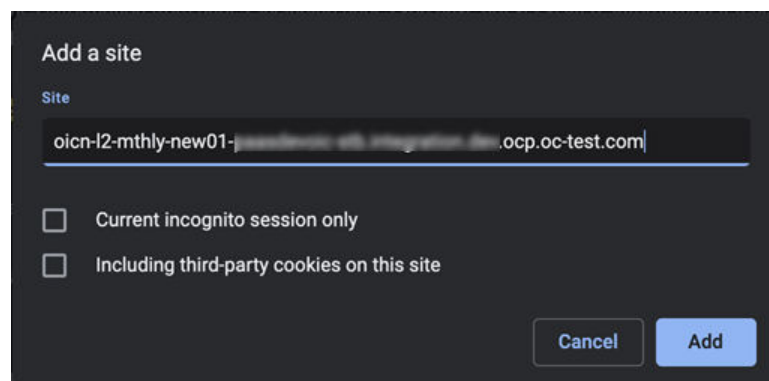 Add a site
Site
oicn-l2-mthly-new01- .ocp.oc-test.com
Current incognito session only
Including third-party cookies on this site
Cancel Add